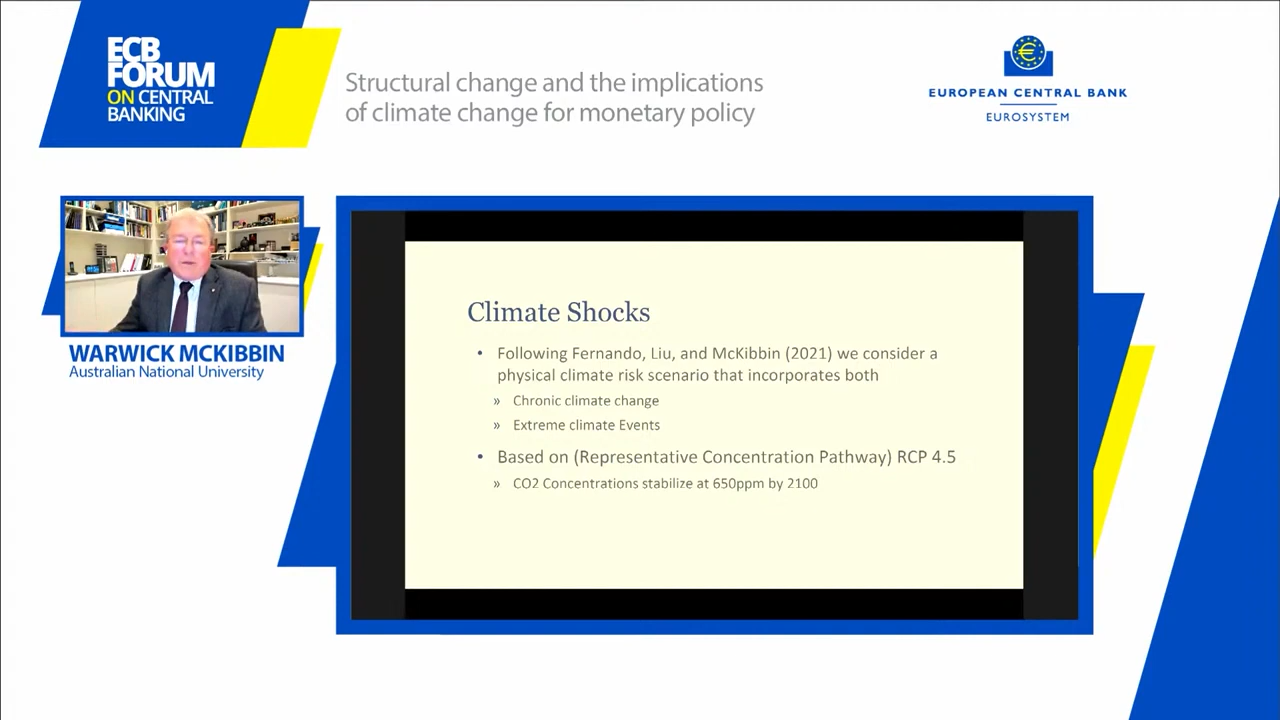 ECB
FORUM
ON CENTRAL
BANKING
Structural change and the implications
of climate change for monetary policy
EUROPEAN CENTRAL BANK
EUROSYSTEM
WARWICK MCKIBBIN
Australian National University
Climate Shocks
• Following Fernando, Liu, and McKibbin (2021) we consider a
physical climate risk scenario that incorporates both
» Chronic climate change
» Extreme climate Events
• Based on (Representative Concentration Pathway) RCP 4.5
» CO2 Concentrations stabilize at 650ppm by 2100